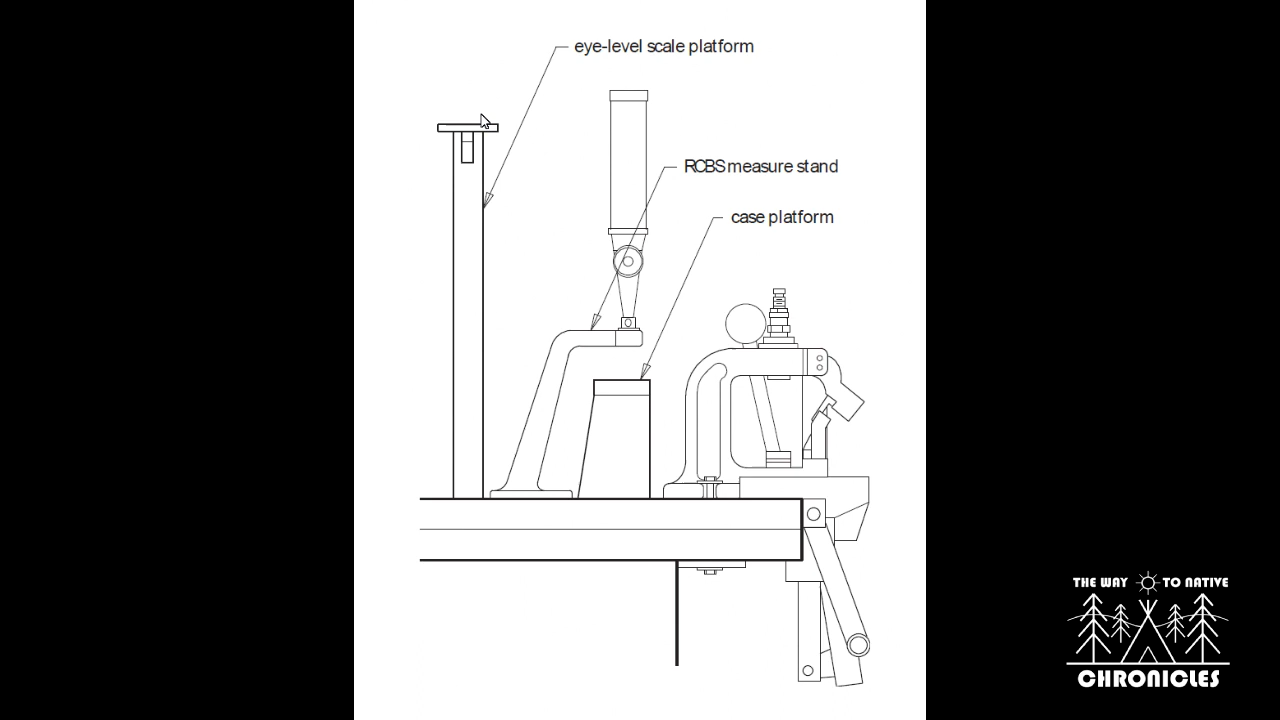 eye-level scale platform
RCBS measure stand
case platform
THE WAY TO NATIVE
CHRONICLES